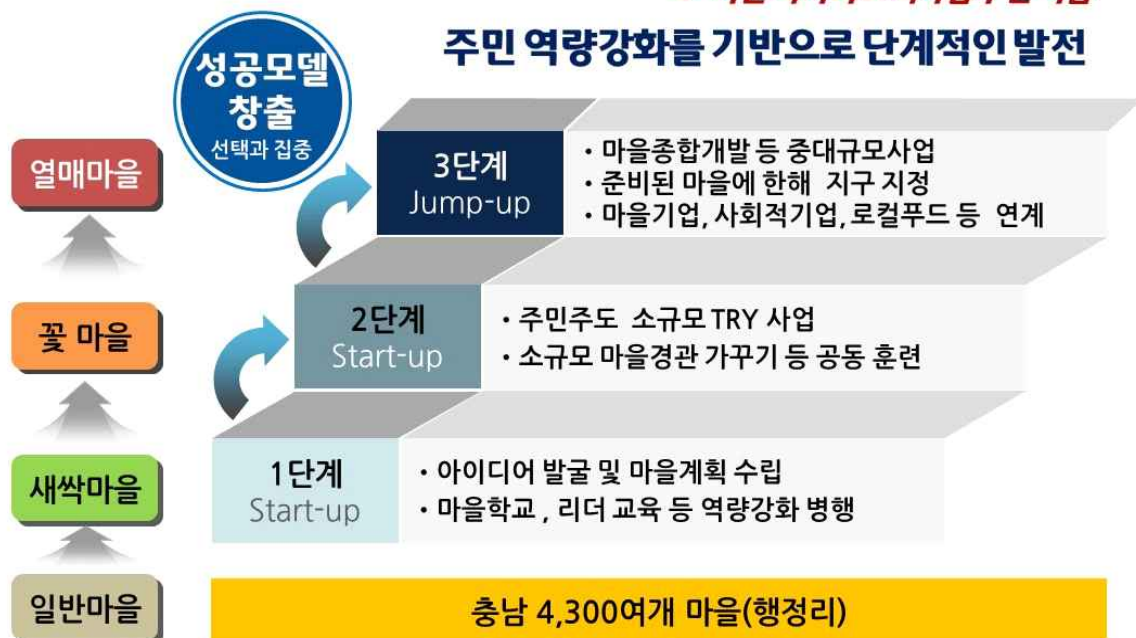 주민 역량강화를 기반으로 단계적인 발전
성공모델
창출
선택과 집중
열매마을
3단계
Jump-up
• 마을종합개발 등 중대규모사업
• 준비된 마을에 한해 지구 지정
• 마을기업, 사회적기업, 로컬푸드 등 연계
꽃 마을
2단계
Start-up
• 주민주도 소규모 TRY 사업
• 소규모 마을경관 가꾸기 등 공동 훈련
새싹마을
1단계
Start-up
• 아이디어 발굴 및 마을계획 수립
• 마을학교 , 리더 교육 등 역량강화 병행
일반마을
충남 4,300여개 마을(행정리)